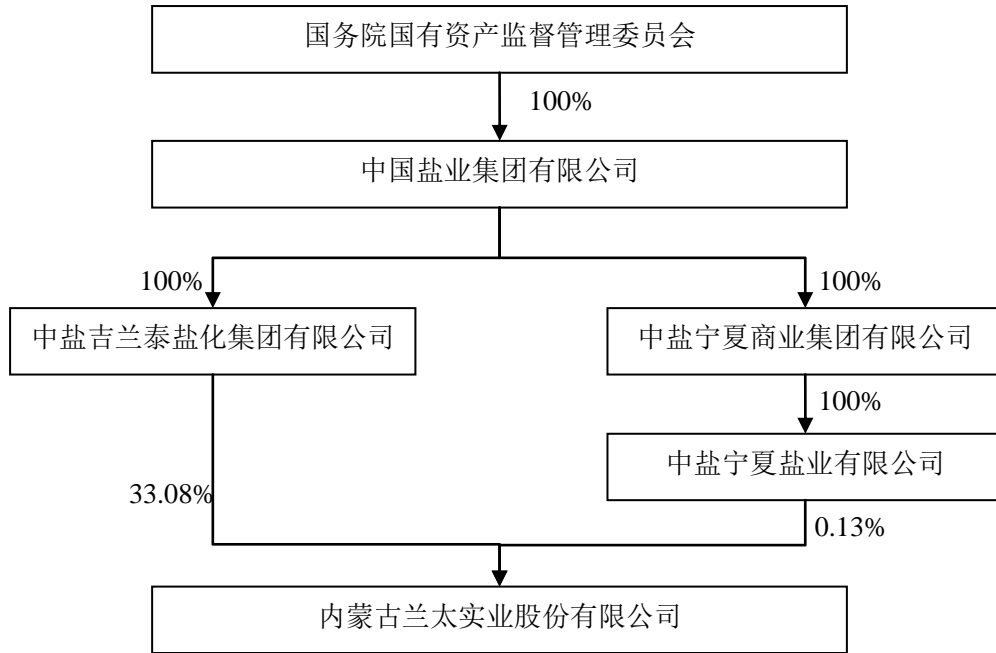 国务院国有资产监督管理委员会
100%
中国盐业集团有限公司
100%
100%
中盐吉兰泰盐化集团有限公司
中盐宁夏商业集团有限公司
100%
中盐宁夏盐业有限公司
33.08%
0.13%
内蒙古兰太实业股份有限公司